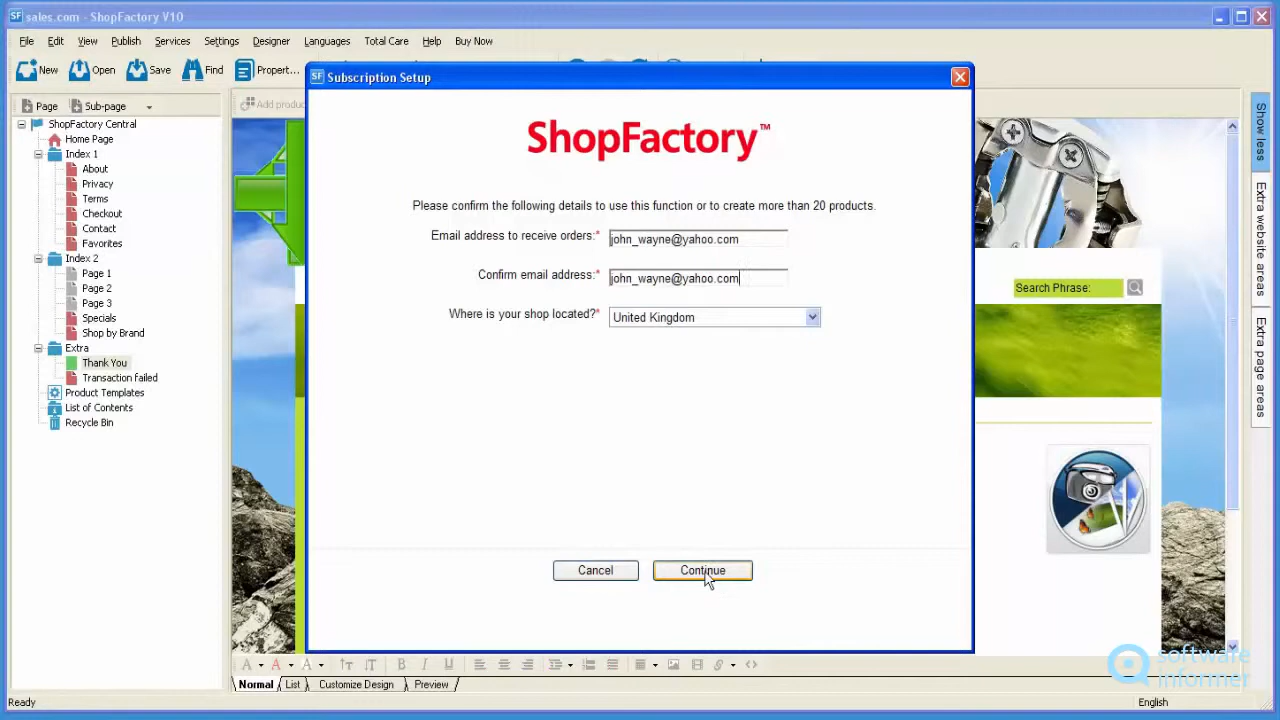 sales.com - ShopFactory V10
File Edit View Publish Services Settings Designer Languages Total Care Help Buy Now
New Open Save Find Propert...
Page Sub-page
Add produc
ShopFactory Central
Home Page
Index 1
About
Privacy
Terms
Checkout
Contact
Favorites
Index 2
Page 1
Page 2
Page 3
Specials
Shop by Brand
Extra
Thank You
Transaction failed
Product Templates
List of Contents
Recycle Bin
SF Subscription Setup
ShopFactory™
Please confirm the following details to use this function or to create more than 20 products.
Email address to receive orders:* john_wayne@yahoo.com
Confirm email address:* john_wayne@yahoo.com
Where is your shop located?* United Kingdom
Cancel Continue
Search Phrase:
Show less
Extra website areas
Extra page areas
Normal List Customize Design Preview
Ready English
software
informer